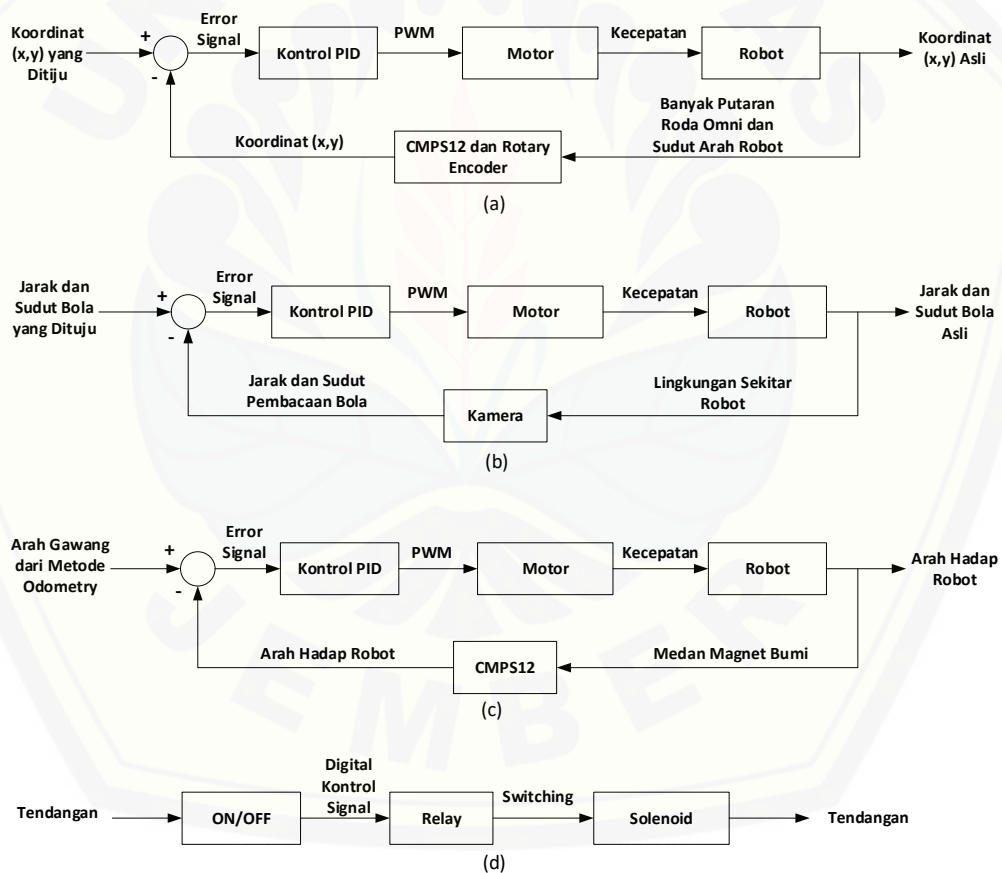 Koordinat
(x,y) yang
Ditiju
+
-
Error
Signal
Kontrol PID
PWM
Motor
Kecepatan
Robot
Koordinat
(x,y) Asli
Banyak Putaran
Roda Omni dan
Sudut Arah Robot
CMPS12 dan Rotary
Encoder
Koordinat (x,y)
(a)
Jarak dan
Sudut Bola
yang Dituju
+
-
Error
Signal
Kontrol PID
PWM
Motor
Kecepatan
Robot
Jarak dan
Sudut Bola
Asli
Lingkungan Sekitar
Robot
Kamera
Jarak dan Sudut
Pembacaan Bola
(b)
Arah Gawang
dari Metode
Odometry
+
-
Error
Signal
Kontrol PID
PWM
Motor
Kecepatan
Robot
Arah Hadap
Robot
Medan Magnet Bumi
CMPS12
Arah Hadap Robot
(c)
Tendangan
ON/OFF
Digital
Kontrol
Signal
Relay
Switching
Solenoid
Tendangan
(d)
JEMBER